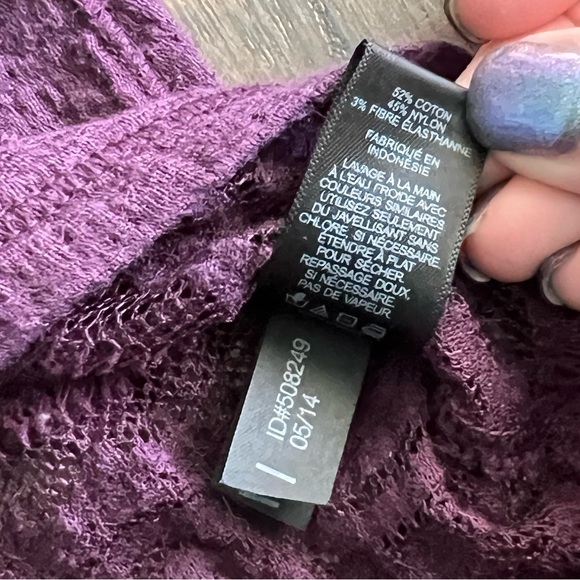 52% COTON
45% NYLON
3% FIBRE ÉLASTHANNE
FABRIQUÉ EN
INDONÉSIE
LAVAGE À LA MAIN
À L'EAU FROIDE AVEC
COULEURS SIMILAIRES
UTILISEZ SEULEMENT
DU JAVELLISANT SANS
CHLORE, SI NÉCESSAIRE.
ÉTENDRE À PLAT
POUR SÉCHER.
REPASSAGE DOUX,
SI NÉCESSAIRE
PAS DE VAPEUR
ID#508249
05/14